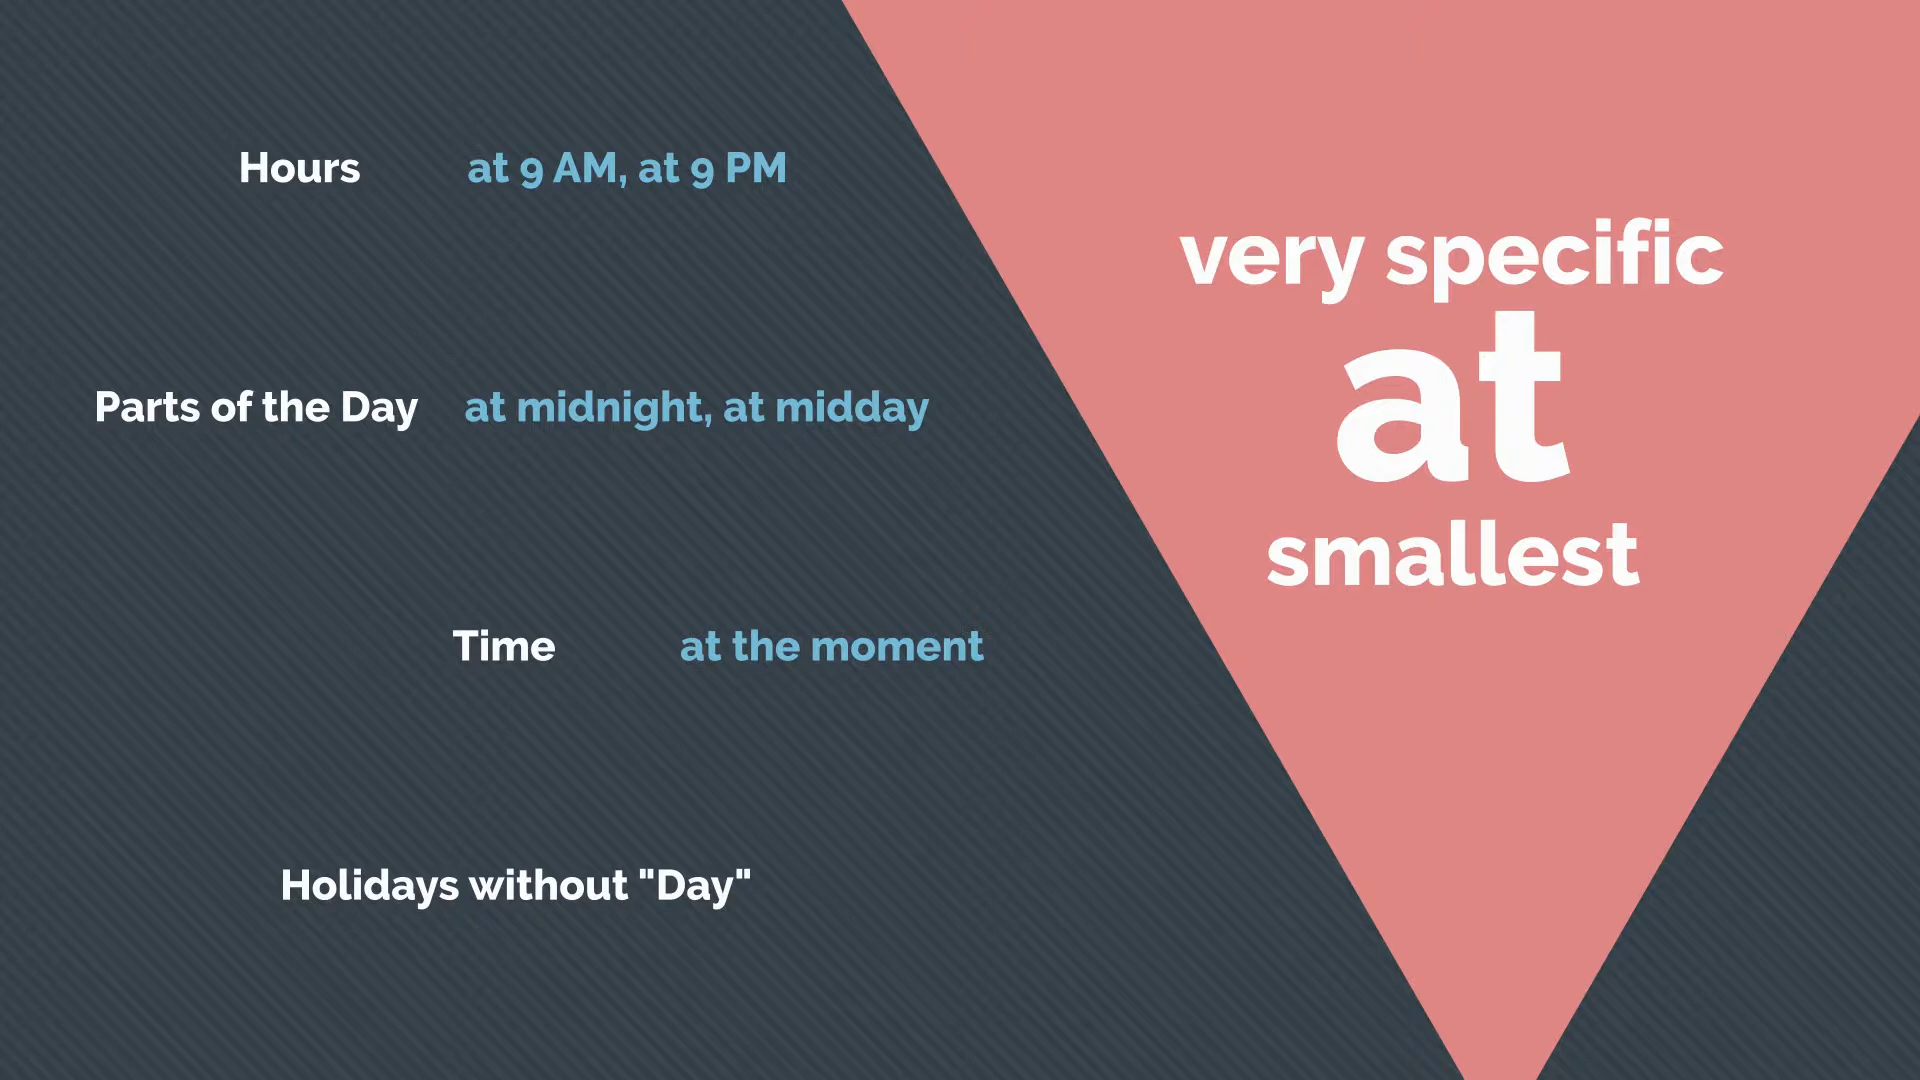 Hours at 9 AM, at 9 PM
Parts of the Day at midnight, at midday
Time at the moment
Holidays without "Day"
very specific
at
smallest